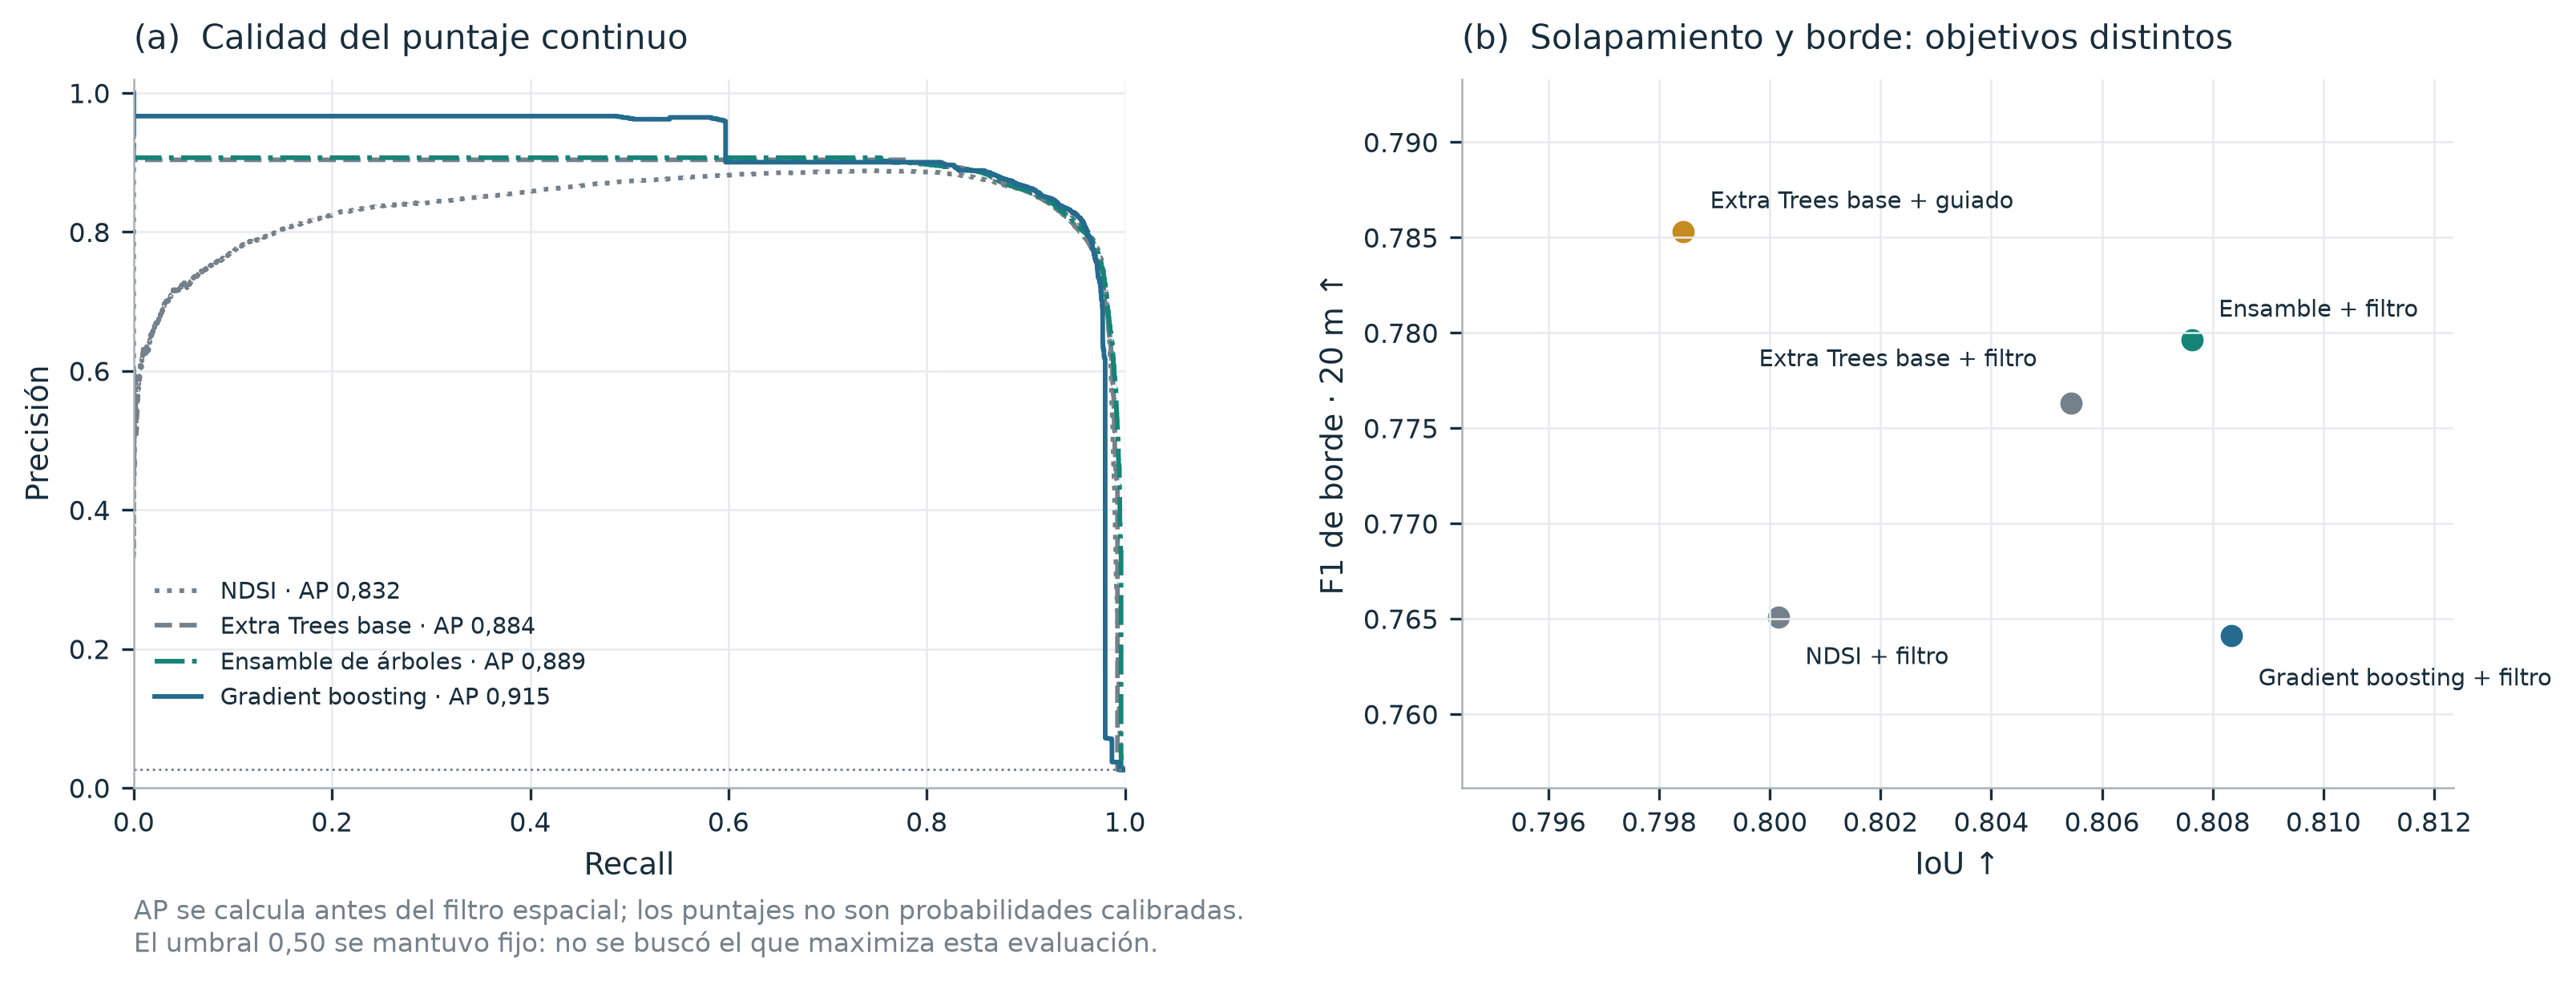 (a)  Calidad del puntaje continuo
1.0
0.8
0.6
0.4
0.2
0.0
Precisión
NDSI · AP 0,832
Extra Trees base · AP 0,884
Ensamble de árboles · AP 0,889
Gradient boosting · AP 0,915
0.0 0.2 0.4 0.6 0.8 1.0
Recall
AP se calcula antes del filtro espacial; los puntajes no son probabilidades calibradas.
El umbral 0,50 se mantuvo fijo: no se buscó el que maximiza esta evaluación.
(b)  Solapamiento y borde: objetivos distintos
0.790
0.785
0.780
0.775
0.770
0.765
0.760
F1 de borde · 20 m ↑
Extra Trees base + guiado
Ensamble + filtro
Extra Trees base + filtro
NDSI + filtro
Gradient boosting + filtro
0.796 0.798 0.800 0.802 0.804 0.806 0.808 0.810 0.812
IoU ↑